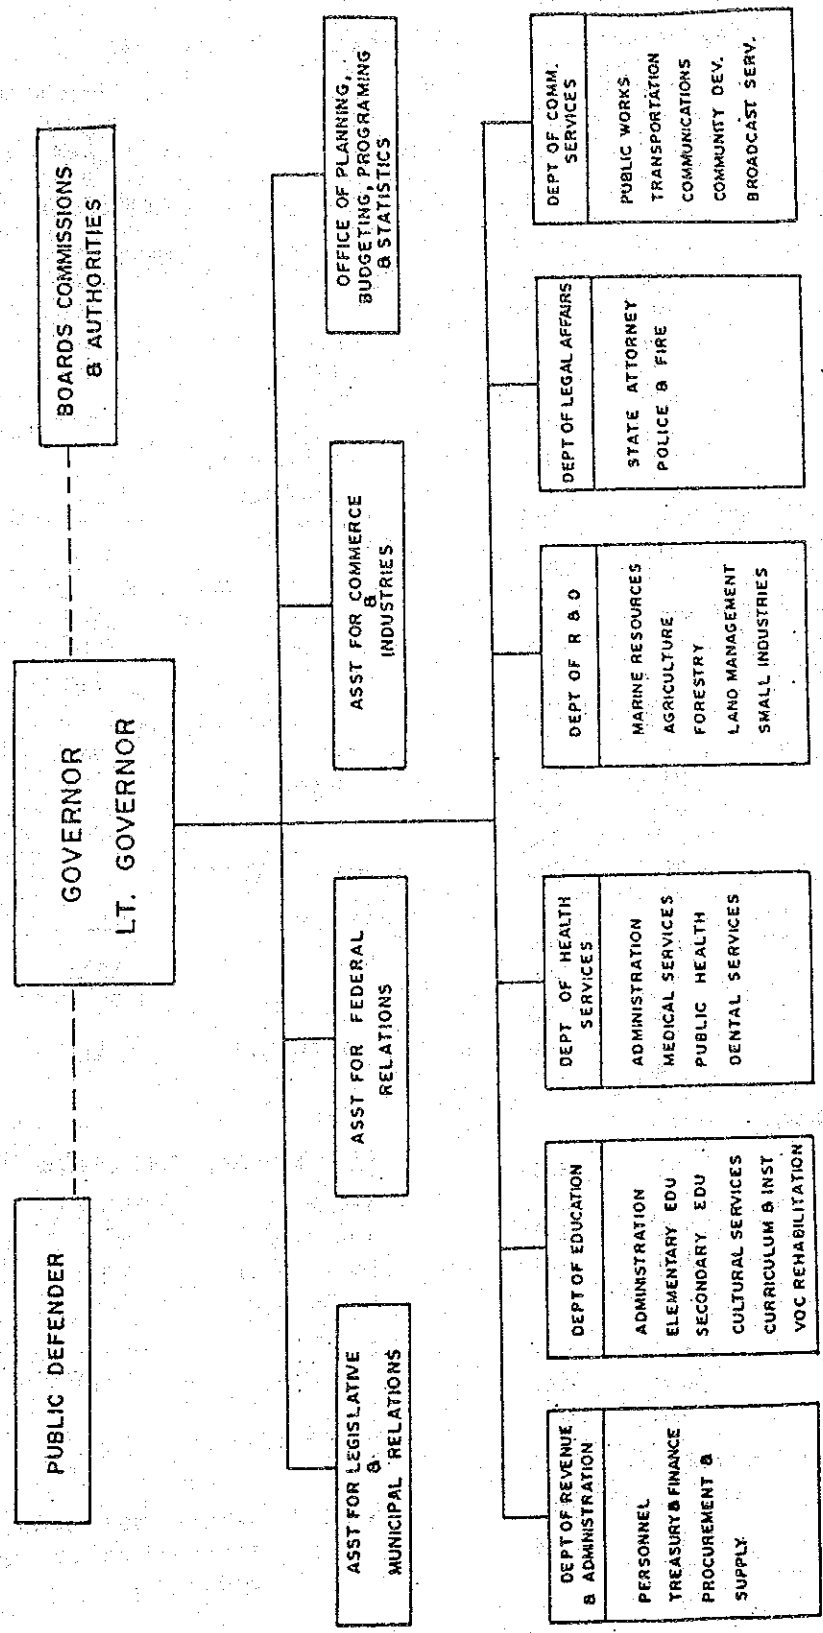 PUBLIC DEFENDER
GOVERNOR
LT. GOVERNOR
BOARDS COMMISSIONS
& AUTHORITIES
ASST FOR LEGISLATIVE
&
MUNICIPAL RELATIONS
ASST FOR FEDERAL
RELATIONS
ASST FOR COMMERCE
&
INDUSTRIES
OFFICE OF PLANNING,
BUDGETING, PROGRAMING
& STATISTICS
DEPT OF REVENUE
& ADMINISTRATION
PERSONNEL
TREASURY & FINANCE
PROCUREMENT &
SUPPLY
DEPT OF EDUCATION
ADMINISTRATION
ELEMENTARY EDU
SECONDARY EDU
CULTURAL SERVICES
CURRICULUM & INST
VOC REHABILITATION
DEPT OF HEALTH
SERVICES
ADMINISTRATION
MEDICAL SERVICES
PUBLIC HEALTH
DENTAL SERVICES
DEPT OF R & D
MARINE RESOURCES
AGRICULTURE
FORESTRY
LAND MANAGEMENT
SMALL INDUSTRIES
DEPT OF LEGAL AFFAIRS
STATE ATTORNEY
POLICE & FIRE
DEPT OF COMM.
SERVICES
PUBLIC WORKS
TRANSPORTATION
COMMUNICATIONS
COMMUNITY DEV.
BROADCAST SERV.